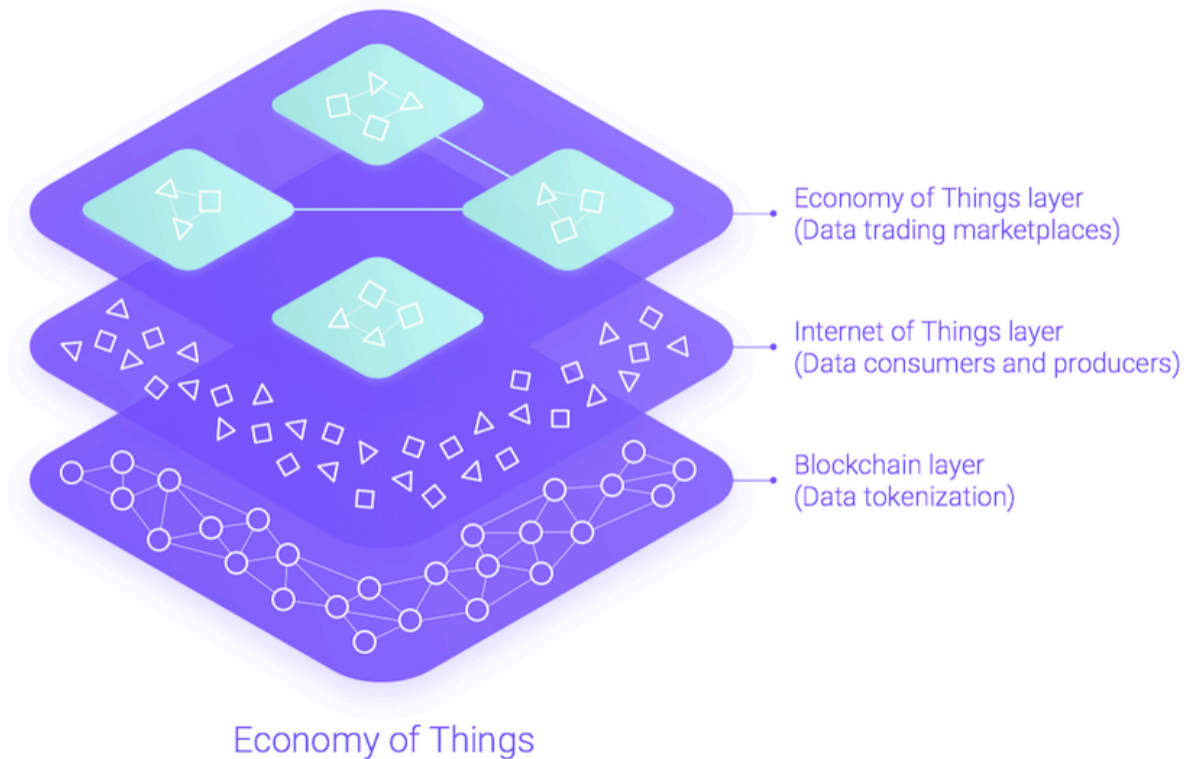 Economy of Things layer
(Data trading marketplaces)
Internet of Things layer
(Data consumers and producers)
Blockchain layer
(Data tokenization)
Economy of Things